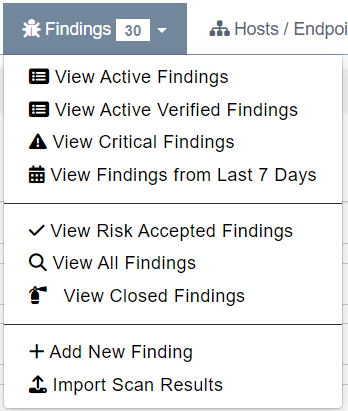 Findings 30
Hosts / Endpoi
View Active Findings
View Active Verified Findings
View Critical Findings
View Findings from Last 7 Days
View Risk Accepted Findings
View All Findings
View Closed Findings
Add New Finding
Import Scan Results